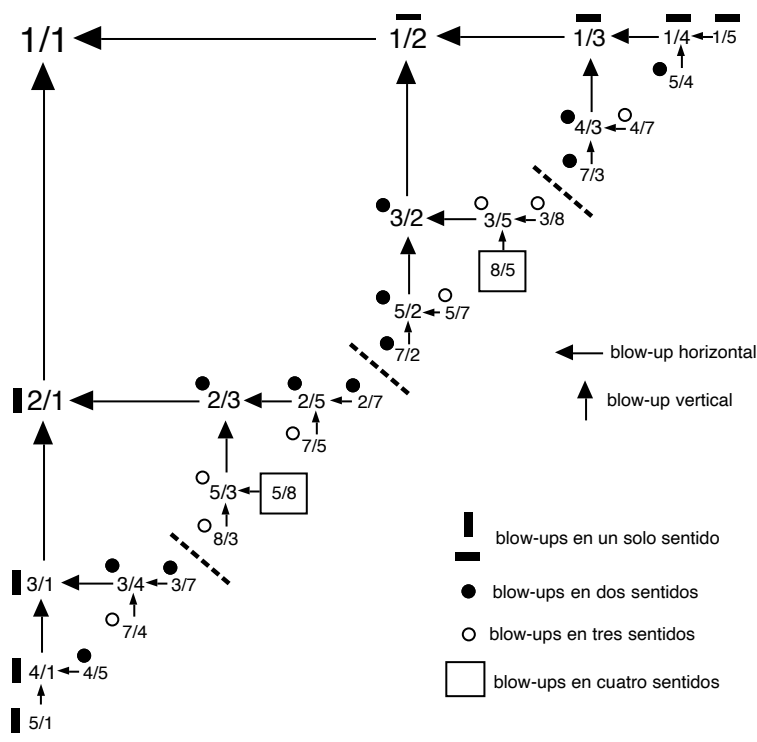 1/1 1/2 1/3 1/4 1/5
5/4
4/3 4/7
7/3
3/2 3/5 3/8
8/5
5/2 5/7
7/2
blow-up horizontal
2/1 2/3 2/5 2/7
blow-up vertical
7/5
5/3 5/8
8/3
blow-ups en un solo sentido
3/1 3/4 3/7
blow-ups en dos sentidos
7/4
blow-ups en tres sentidos
4/1 4/5
blow-ups en cuatro sentidos
5/1